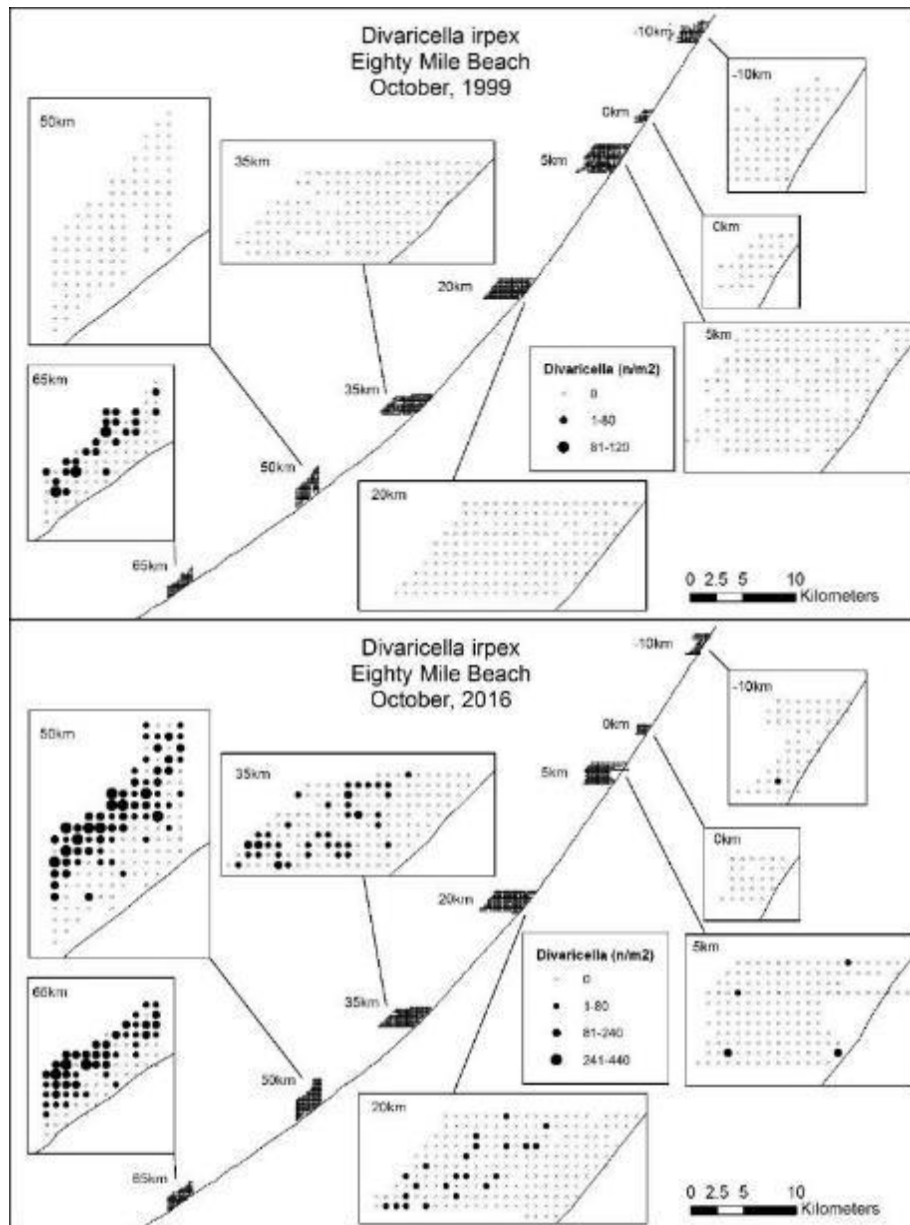 Divaricella irpex
Eighty Mile Beach
October, 1999
-10km
-10km
0km
50km
35km
5km
0km
20km
5km
Divaricella (n/m2)
0
1-80
81-120
65km
35km
50km
20km
65km
0 2.5 5 10
Kilometers
Divaricella irpex
Eighty Mile Beach
October, 2016
-10km
-10km
50km
0km
35km
5km
0km
20km
5km
Divaricella (n/m2)
0
1-80
81-240
241-440
65km
35km
50km
20km
65km
0 2.5 5 10
Kilometers